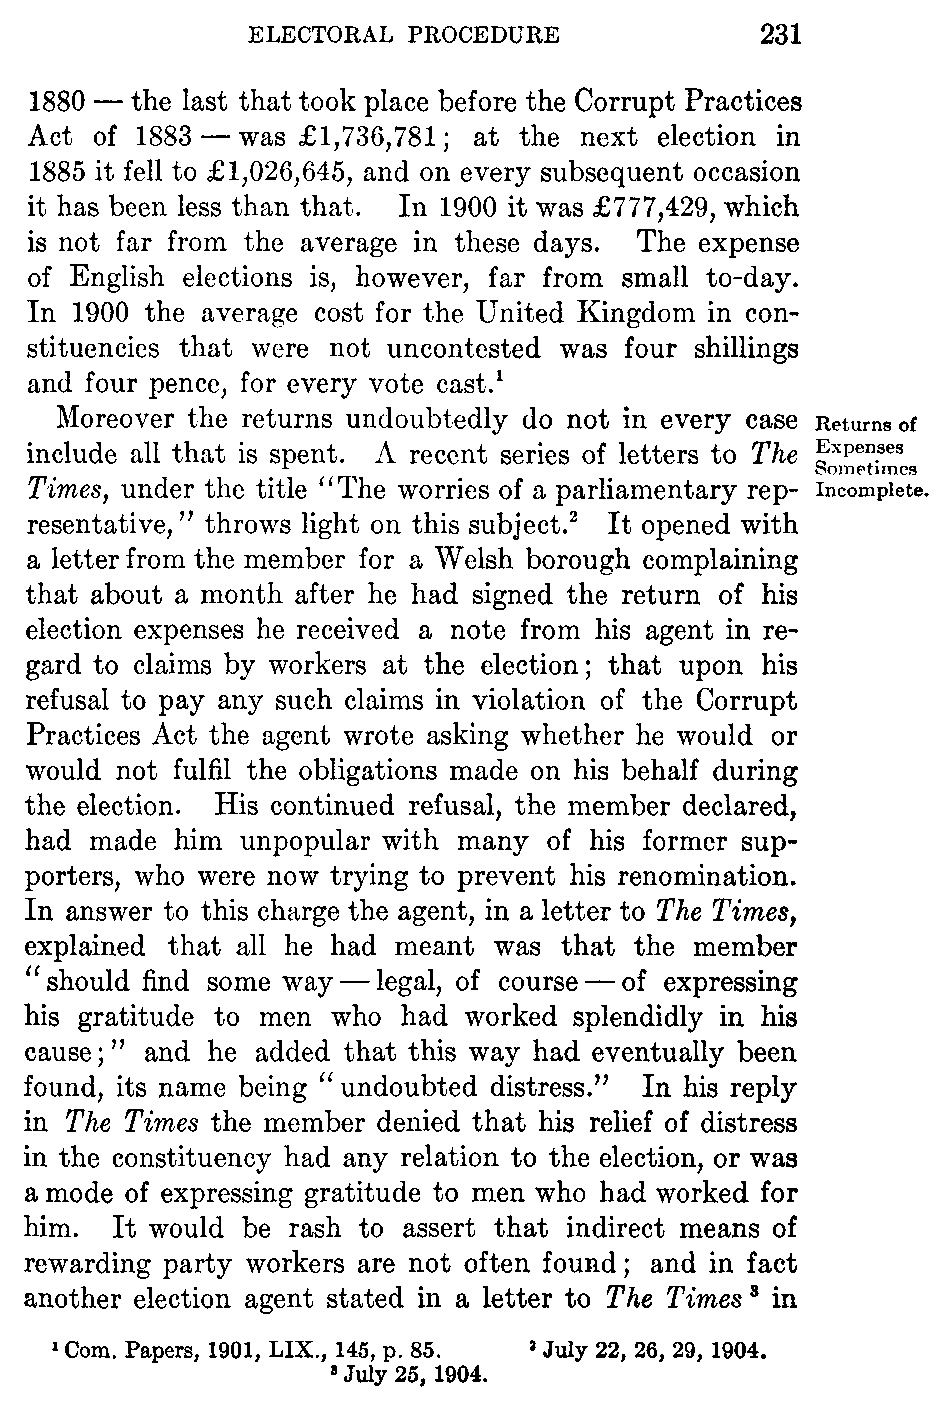 ELECTORAL PROCEDURE 231
1880 — the last that took place before the Corrupt Practices
Act of 1883 — was £1,736,781; at the next election in
1885 it fell to £1,026,645, and on every subsequent occasion
it has been less than that. In 1900 it was £777,429, which
is not far from the average in these days. The expense
of English elections is, however, far from small to-day.
In 1900 the average cost for the United Kingdom in con-
stituencies that were not uncontested was four shillings
and four pence, for every vote cast.¹
Moreover the returns undoubtedly do not in every case
include all that is spent. A recent series of letters to The
Times, under the title "The worries of a parliamentary rep-
resentative," throws light on this subject.² It opened with
a letter from the member for a Welsh borough complaining
that about a month after he had signed the return of his
election expenses he received a note from his agent in re-
gard to claims by workers at the election; that upon his
refusal to pay any such claims in violation of the Corrupt
Practices Act the agent wrote asking whether he would or
would not fulfil the obligations made on his behalf during
the election. His continued refusal, the member declared,
had made him unpopular with many of his former sup-
porters, who were now trying to prevent his renomination.
In answer to this charge the agent, in a letter to The Times,
explained that all he had meant was that the member
"should find some way — legal, of course — of expressing
his gratitude to men who had worked splendidly in his
cause;" and he added that this way had eventually been
found, its name being "undoubted distress." In his reply
in The Times the member denied that his relief of distress
in the constituency had any relation to the election, or was
a mode of expressing gratitude to men who had worked for
him. It would be rash to assert that indirect means of
rewarding party workers are not often found; and in fact
another election agent stated in a letter to The Times³ in
Returns of
Expenses
Sometimes
Incomplete.
¹ Com. Papers, 1901, LIX., 145, p. 85. ² July 22, 26, 29, 1904.
³ July 25, 1904.